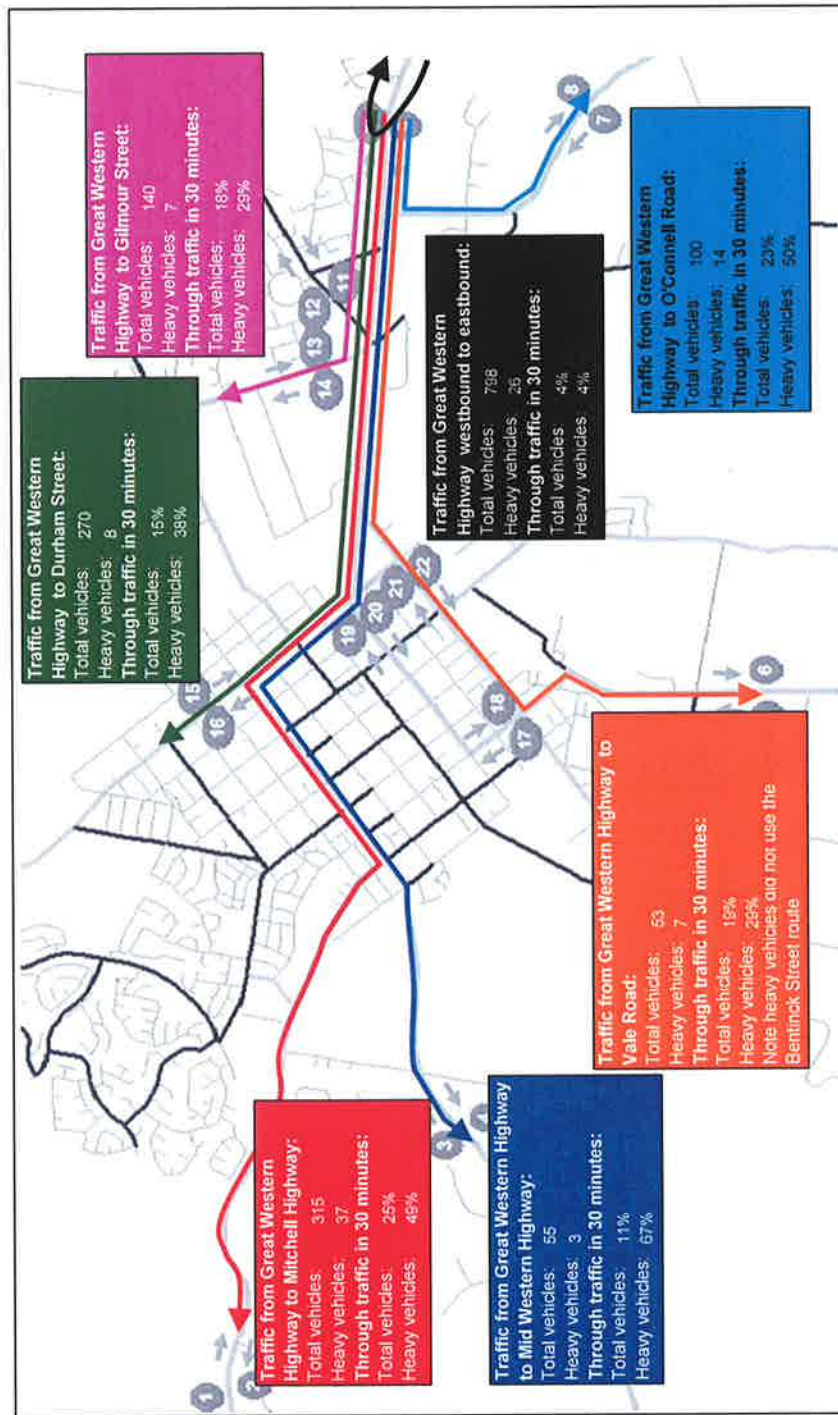 Traffic from Great Western
Highway to Gilmour Street:
Total vehicles: 140
Heavy vehicles: 7
Through traffic in 30 minutes:
Total vehicles: 18%
Heavy vehicles: 29%
Traffic from Great Western
Highway to Durham Street:
Total vehicles: 270
Heavy vehicles: 8
Through traffic in 30 minutes:
Total vehicles: 15%
Heavy vehicles: 38%
Traffic from Great Western
Highway westbound to eastbound:
Total vehicles: 798
Heavy vehicles: 26
Through traffic in 30 minutes:
Total vehicles 4%
Heavy vehicles: 4%
Traffic from Great Western
Highway to O'Connell Road:
Total vehicles: 100
Heavy vehicles: 14
Through traffic in 30 minutes:
Total vehicles: 23%
Heavy vehicles: 50%
Traffic from Great Western
Highway to Mitchell Highway:
Total vehicles: 315
Heavy vehicles: 37
Through traffic in 30 minutes:
Total vehicles: 25%
Heavy vehicles: 49%
Traffic from Great Western Highway
to Mid Western Highway:
Total vehicles: 55
Heavy vehicles: 3
Through traffic in 30 minutes:
Total vehicles: 11%
Heavy vehicles: 67%
Traffic from Great Western Highway to
Vale Road:
Total vehicles: 53
Heavy vehicles: 7
Through traffic in 30 minutes:
Total vehicles: 19%
Heavy vehicles 29%
Note heavy vehicles did not use the
Bentinck Street route
1
2
3
4
6
7
8
11
12
13
14
15
16
17
18
19
20
21
22